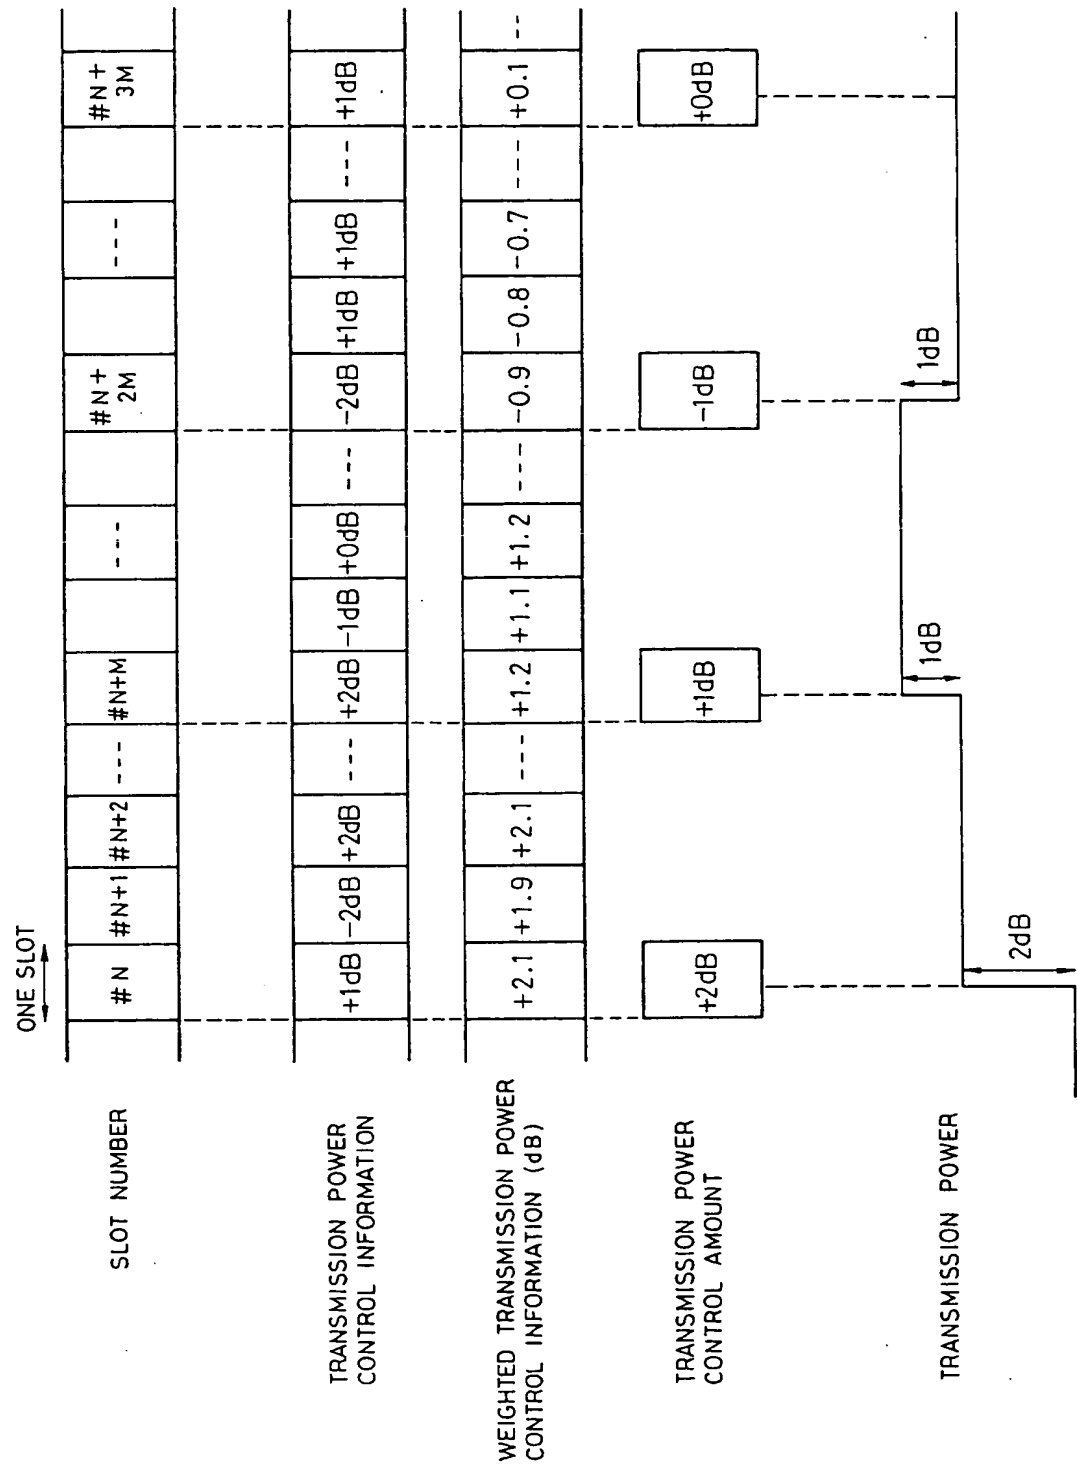 ONE SLOT
SLOT NUMBER
#N
#N+1
#N+2
---
#N+M
---
#N+
2M
---
#N+
3M
TRANSMISSION POWER
CONTROL INFORMATION
+1dB
-2dB
+2dB
---
+2dB
-1dB
+0dB
---
-2dB
+1dB
+1dB
---
+1dB
WEIGHTED TRANSMISSION POWER
CONTROL INFORMATION (dB)
+2.1
+1.9
+2.1
---
+1.2
+1.1
+1.2
---
-0.9
-0.8
-0.7
----
+0.1
--
TRANSMISSION POWER
CONTROL AMOUNT
+2dB
+1dB
-1dB
+0dB
TRANSMISSION POWER
2dB
1dB
1dB